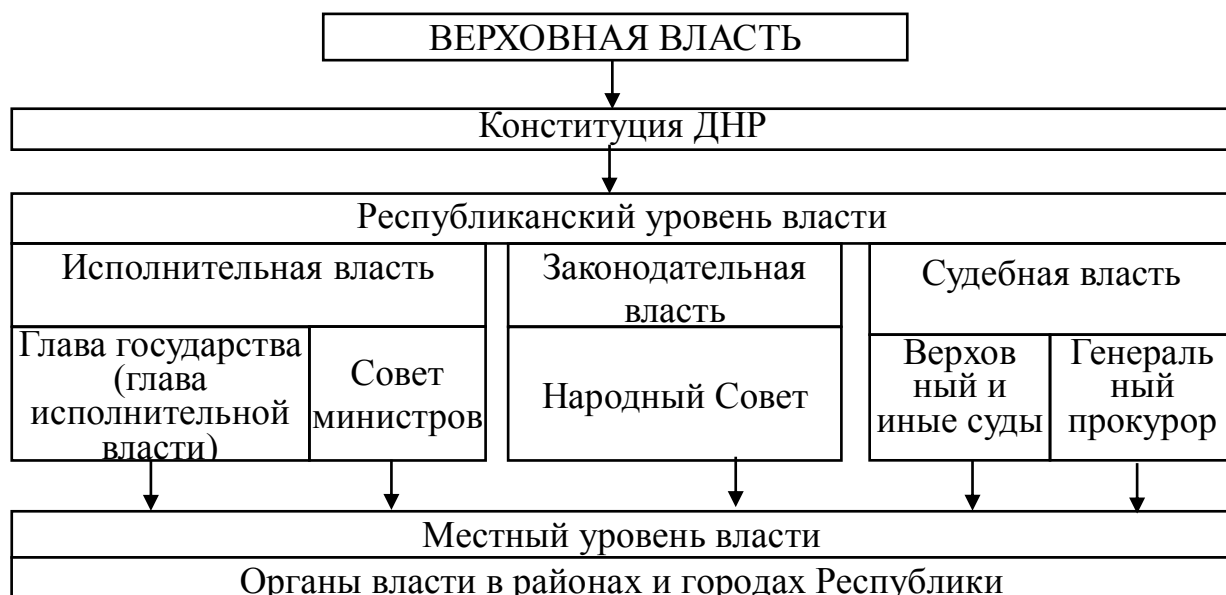 ВЕРХОВНАЯ ВЛАСТЬ
Конституция ДНР
Республиканский уровень власти
Исполнительная власть
Законодательная
власть
Судебная власть
Глава государства
(глава
исполнительной
власти)
Совет
министров
Народный Совет
Верхов
ный и
иные суды
Генераль
ный
прокурор
Местный уровень власти
Органы власти в районах и городах Республики